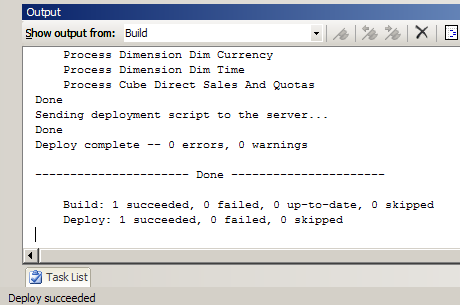 Output
Show output from: Build
Process Dimension Dim Currency
Process Dimension Dim Time
Process Cube Direct Sales And Quotas
Done
Sending deployment script to the server...
Done
Deploy complete -- 0 errors, 0 warnings
---------------------- Done ----------------------
Build: 1 succeeded, 0 failed, 0 up-to-date, 0 skipped
Deploy: 1 succeeded, 0 failed, 0 skipped
Task List
Deploy succeeded